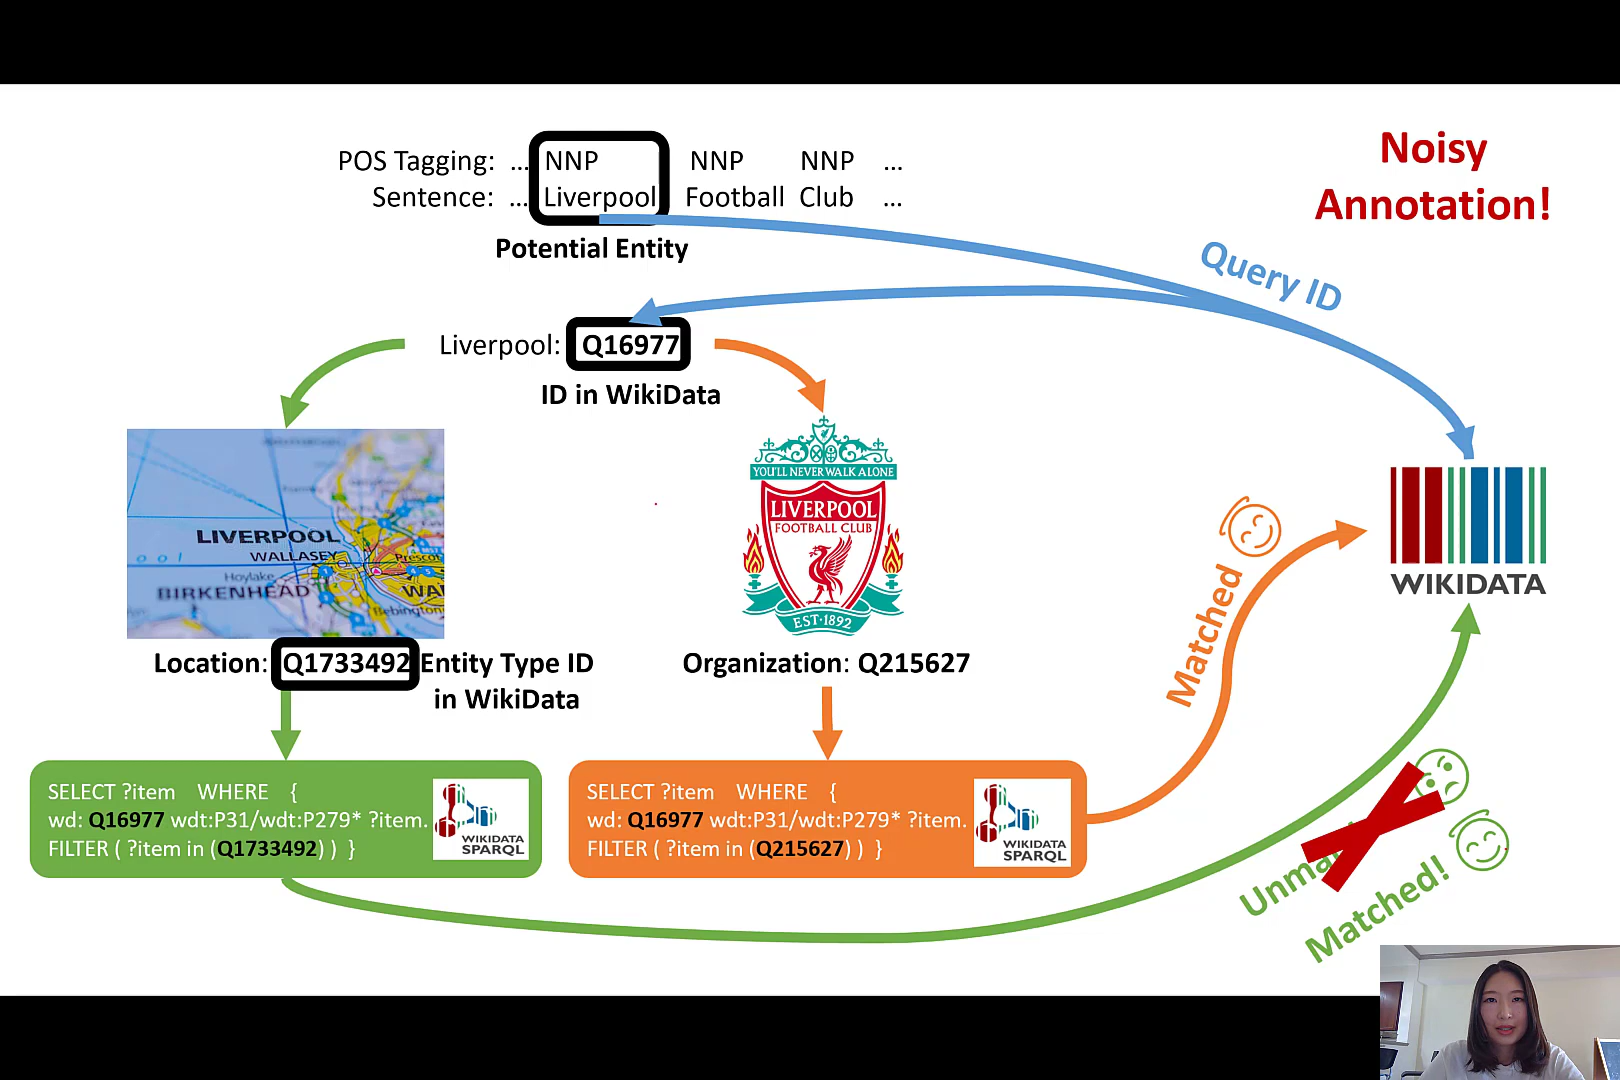 Noisy
Annotation!
POS Tagging: ... NNP NNP NNP ...
Sentence: ... Liverpool Football Club ...
Potential Entity
Query ID
Liverpool: Q16977
ID in WikiData
LIVERPOOL
WALLASEY
Hoylake
BIRKENHEAD
Bebington
YOU'LL NEVER WALK ALONE
LIVERPOOL
FOOTBALL CLUB
EST·1892
WIKIDATA
Matched
Location: Q1733492 Entity Type ID
in WikiData
Organization: Q215627
SELECT ?item WHERE {
wd: Q16977 wdt:P31/wdt:P279* ?item.
FILTER ( ?item in (Q1733492) ) }
WIKIDATA
SPARQL
SELECT ?item WHERE {
wd: Q16977 wdt:P31/wdt:P279* ?item.
FILTER ( ?item in (Q215627) ) }
WIKIDATA
SPARQL
Matched!